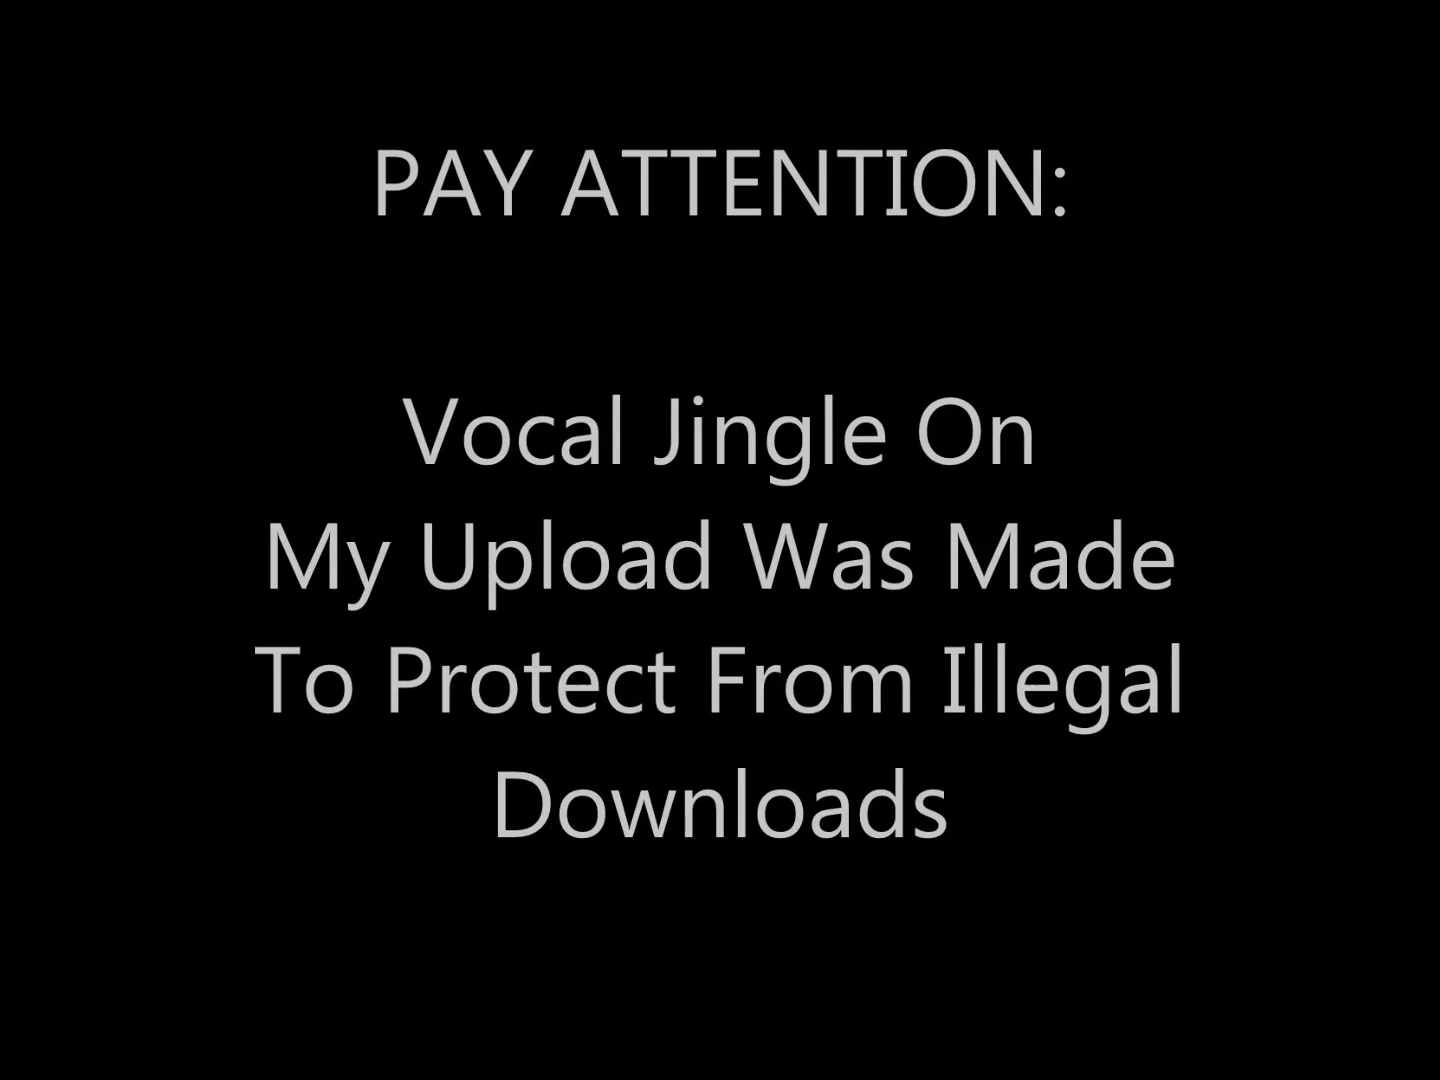 PAY ATTENTION:
Vocal Jingle On
My Upload Was Made
To Protect From Illegal
Downloads